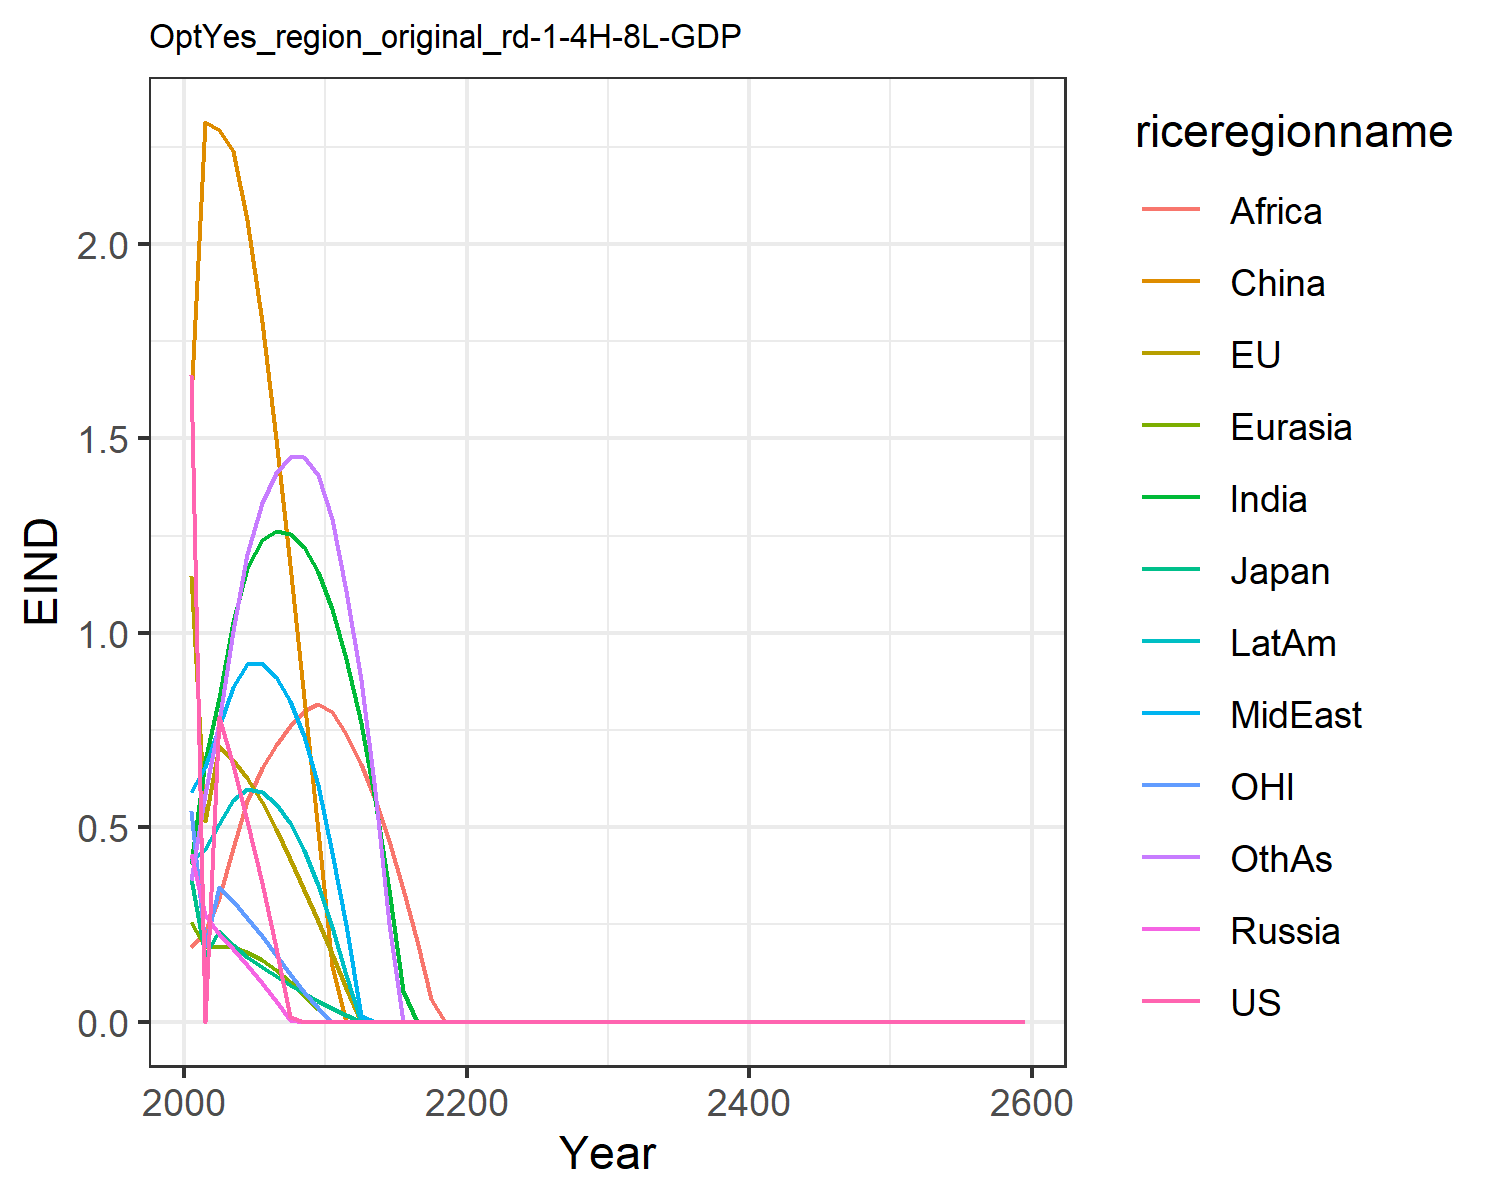 OptYes_region_original_rd-1-4H-8L-GDP
EIND
2.0
1.5
1.0
0.5
0.0
2000
2200
2400
2600
Year
riceregionname
Africa
China
EU
Eurasia
India
Japan
LatAm
MidEast
OHI
OthAs
Russia
US